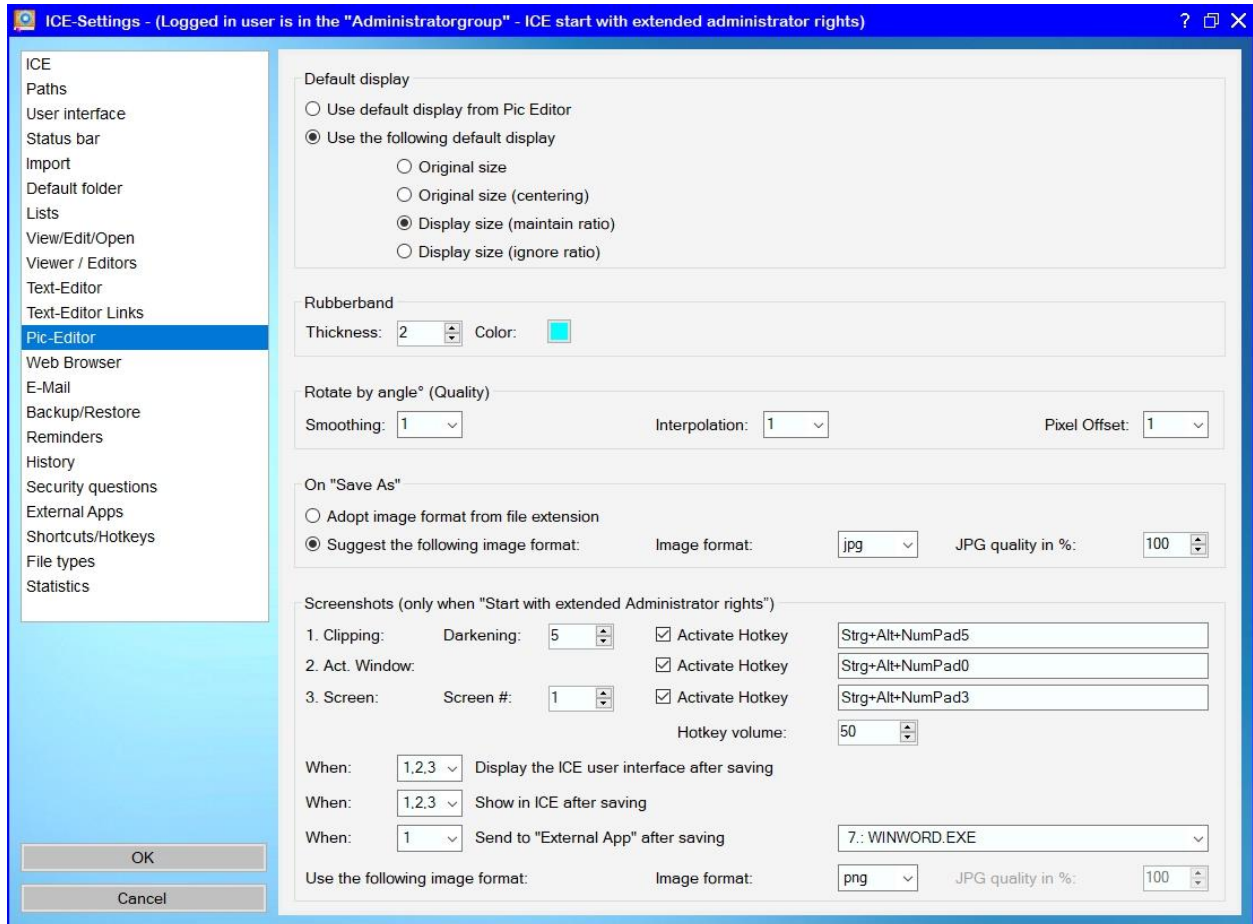 ICE-Settings - (Logged in user is in the "Administratorgroup" - ICE start with extended administrator rights)
ICE
Paths
User interface
Status bar
Import
Default folder
Lists
View/Edit/Open
Viewer / Editors
Text-Editor
Text-Editor Links
Pic-Editor
Web Browser
E-Mail
Backup/Restore
Reminders
History
Security questions
External Apps
Shortcuts/Hotkeys
File types
Statistics
OK
Cancel
Default display
Use default display from Pic Editor
Use the following default display
Original size
Original size (centering)
Display size (maintain ratio)
Display size (ignore ratio)
Rubberband
Thickness: 2 Color:
Rotate by angle° (Quality)
Smoothing: 1 Interpolation: 1 Pixel Offset: 1
On "Save As"
Adopt image format from file extension
Suggest the following image format: Image format: jpg JPG quality in %: 100
Screenshots (only when "Start with extended Administrator rights")
1. Clipping: Darkening: 5 Activate Hotkey Strg+Alt+NumPad5
2. Act. Window: Activate Hotkey Strg+Alt+NumPad0
3. Screen: Screen #: 1 Activate Hotkey Strg+Alt+NumPad3
Hotkey volume: 50
When: 1,2,3 Display the ICE user interface after saving
When: 1,2,3 Show in ICE after saving
When: 1 Send to "External App" after saving 7.: WINWORD.EXE
Use the following image format: Image format: png JPG quality in %: 100